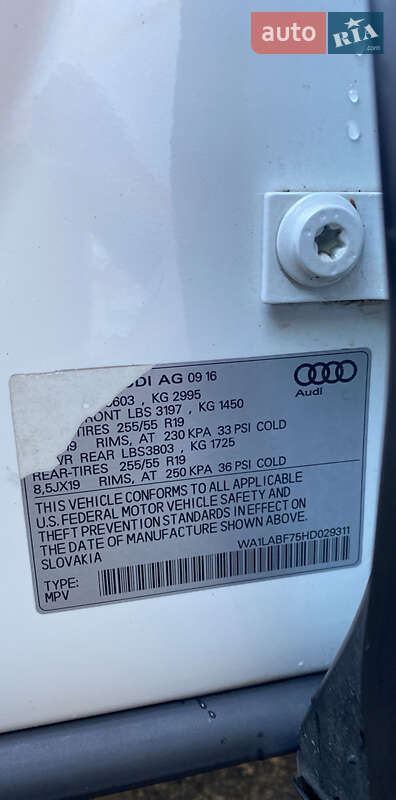 auto RIA .com
DI AG 09 16
603 , KG 2995
RONT LBS 3197 , KG 1450
TIRES 255/55 R19
RIMS, AT 230 KPA 33 PSI COLD
REAR LBS3803 , KG 1725
REAR-TIRES 255/55 R19
8,5JX19 RIMS, AT 250 KPA 36 PSI COLD
Audi
THIS VEHICLE CONFORMS TO ALL APPLICABLE
U.S. FEDERAL MOTOR VEHICLE SAFETY AND
THEFT PREVENTION STANDARDS IN EFFECT ON
THE DATE OF MANUFACTURE SHOWN ABOVE.
SLOVAKIA
WA1LABF75HD029311
TYPE:
MPV